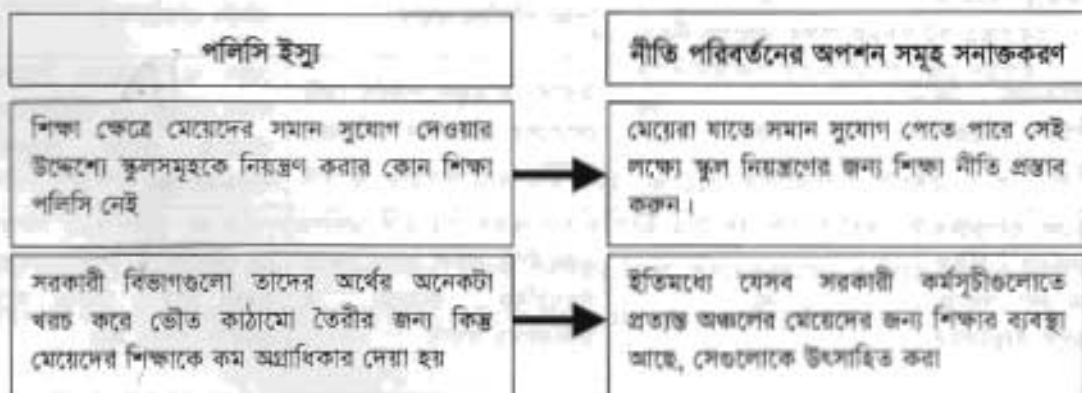 পলিসি ইস্যু
নীতি পরিবর্তনের অপশন সমূহ সনাক্তকরণ
শিক্ষা ক্ষেত্রে মেয়েদের সমান সুযোগ দেওয়ার
উদ্দেশ্যে স্কুলসমূহকে নিয়ন্ত্রণ করার কোন শিক্ষা
পলিসি নেই
মেয়েরা যাতে সমান সুযোগ পেতে পারে সেই
লক্ষ্যে স্কুল নিয়ন্ত্রণের জন্য শিক্ষা নীতি প্রস্তাব
করুন।
সরকারী বিভাগগুলো তাদের অর্থের অনেকটা
খরচ করে ভৌত কাঠামো তৈরীর জন্য কিন্তু
মেয়েদের শিক্ষাকে কম অগ্রাধিকার দেয়া হয়
ইতিমধ্যে যেসব সরকারী কর্মসূচীগুলোতে
প্রত্যন্ত অঞ্চলের মেয়েদের জন্য শিক্ষার ব্যবস্থা
আছে, সেগুলোকে উৎসাহিত করা